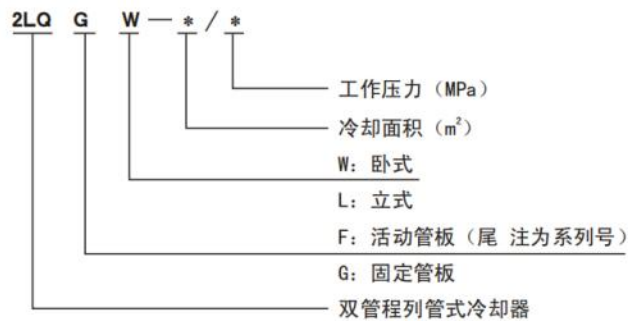 2LQ G W — * / *
工作压力（MPa）
冷却面积（m²）
W：卧式
L：立式
F：活动管板（尾 注为系列号）
G：固定管板
双管程列管式冷却器